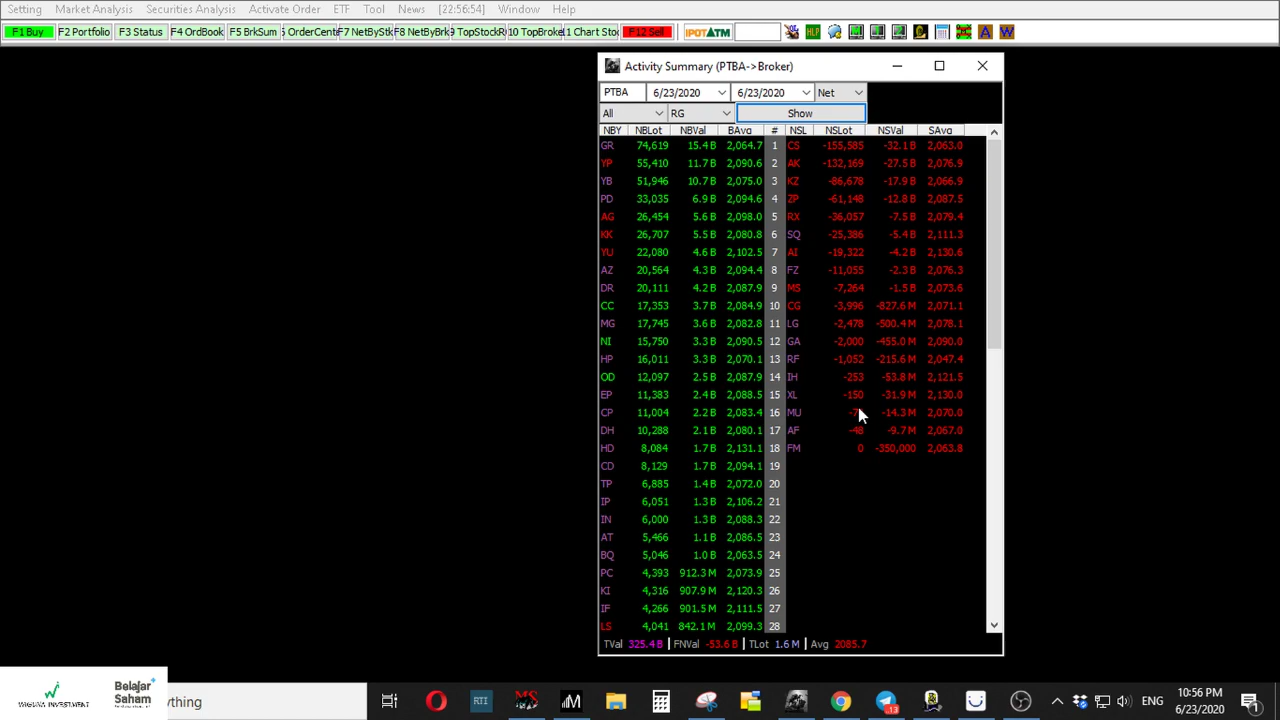 Setting Market Analysis Securities Analysis Activate Order ETF Tool News [22:56:54] Window Help
F1 Buy F2 Portfolio F3 Status F4 OrdBook F5 BrkSum OrderCent F7 NetByStk F8 NetByBrk TopStock 10 TopBroke 1 Chart Stoc F12 Sell IPOTATM HLP A W
Activity Summary (PTBA->Broker)
PTBA 6/23/2020 6/23/2020 Net
All RG Show
NBY NBLot NBVal BAvg # NSL NSLot NSVal SAvg
GR 74,619 15.4 B 2,064.7 1 CS -155,585 -32.1 B 2,063.0
YP 55,410 11.7 B 2,090.6 2 AK -132,169 -27.5 B 2,076.9
YB 51,946 10.7 B 2,075.0 3 KZ -86,678 -17.9 B 2,066.9
PD 33,035 6.9 B 2,094.6 4 ZP -61,148 -12.8 B 2,087.5
AG 26,454 5.6 B 2,098.0 5 RX -36,057 -7.5 B 2,079.4
KK 26,707 5.5 B 2,080.8 6 SQ -25,386 -5.4 B 2,111.3
YU 22,080 4.6 B 2,102.5 7 AI -19,322 -4.2 B 2,130.6
AZ 20,564 4.3 B 2,094.4 8 FZ -11,055 -2.3 B 2,076.3
DR 20,111 4.2 B 2,087.9 9 MS -7,264 -1.5 B 2,073.6
CC 17,353 3.7 B 2,084.9 10 CG -3,996 -827.6 M 2,071.1
MG 17,745 3.6 B 2,082.8 11 LG -2,478 -500.4 M 2,078.1
NI 15,750 3.3 B 2,090.5 12 GA -2,000 -455.0 M 2,090.0
HP 16,011 3.3 B 2,070.1 13 RF -1,052 -215.6 M 2,047.4
OD 12,097 2.5 B 2,087.9 14 IH -253 -53.8 M 2,121.5
EP 11,383 2.4 B 2,088.5 15 XL -150 -31.9 M 2,130.0
CP 11,004 2.2 B 2,083.4 16 MU -14.3 M 2,070.0
DH 10,288 2.1 B 2,080.1 17 AF -48 -9.7 M 2,067.0
HD 8,084 1.7 B 2,131.1 18 FM 0 -350,000 2,063.8
CD 8,129 1.7 B 2,094.1 19
TP 6,885 1.4 B 2,072.0 20
IP 6,051 1.3 B 2,106.2 21
IN 6,000 1.3 B 2,088.3 22
AT 5,466 1.1 B 2,086.5 23
BQ 5,046 1.0 B 2,063.5 24
PC 4,393 912.3 M 2,073.9 25
KI 4,316 907.9 M 2,120.3 26
IF 4,266 901.5 M 2,111.5 27
LS 4,041 842.1 M 2,099.3 28
TVal 325.4 B FNVal -53.6 B TLot 1.6 M Avg 2085.7
WAGUNA INVESTMENT Belajar Saham ything RTI MS M 13 ENG 10:56 PM
6/23/2020 1